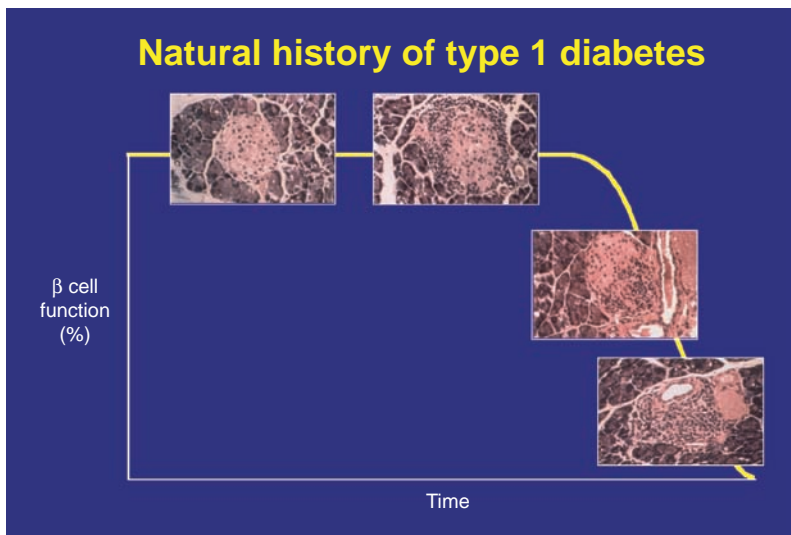 Natural history of type 1 diabetes
β cell
function
(%)
Time